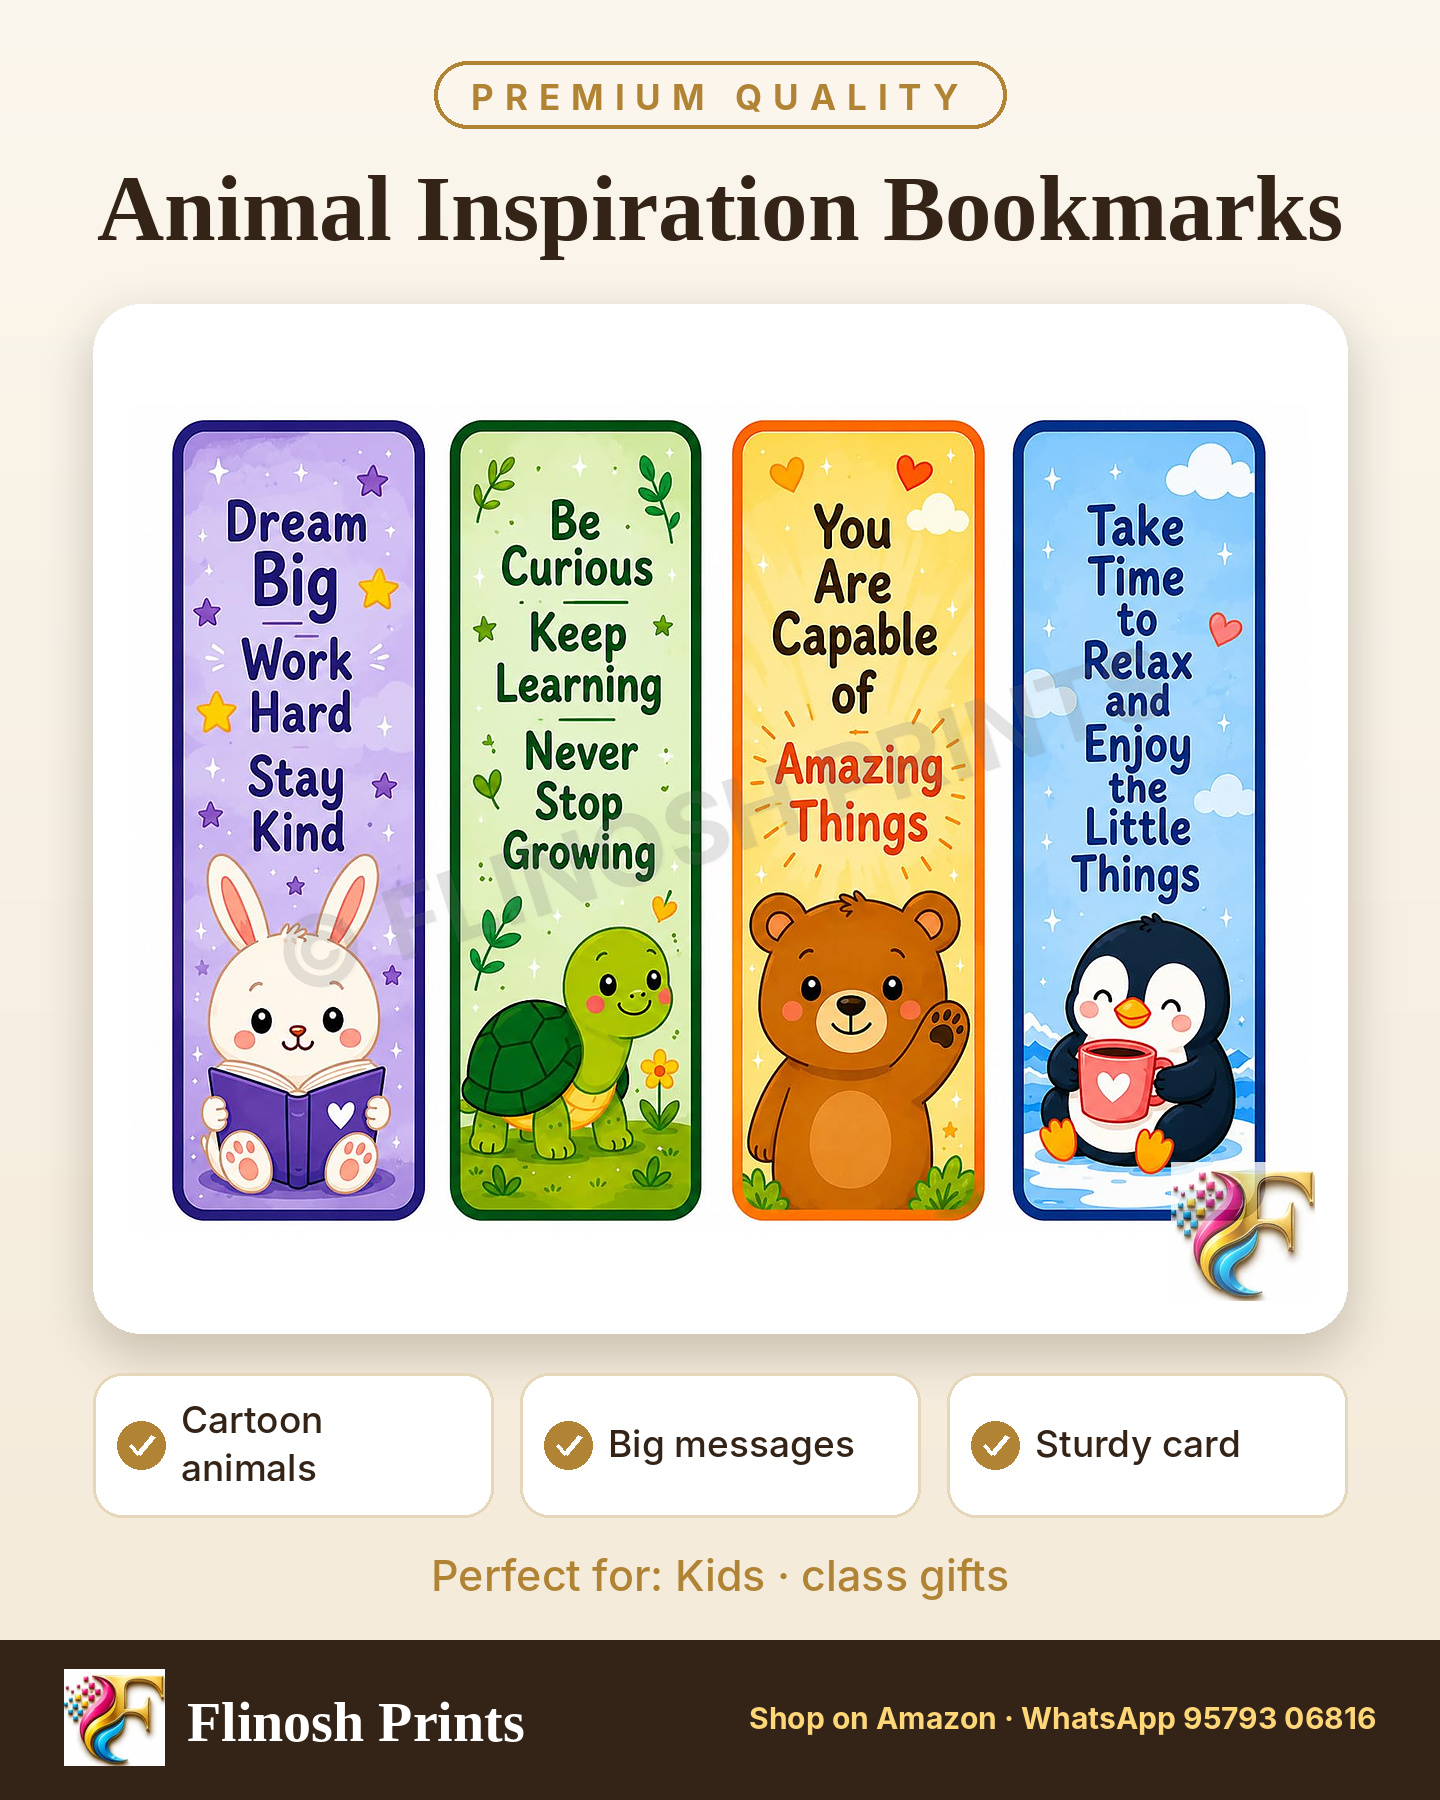 PREMIUM QUALITY
Animal Inspiration Bookmarks
Dream
Big
Work
Hard
Stay
Kind
Be
Curious
Keep
Learning
Never
Stop
Growing
You
Are
Capable
of
Amazing
Things
Take
Time
to
Relax
and
Enjoy
the
Little
Things
© FLINOSH PRINTS
F
Cartoon
animals
Big messages
Sturdy card
Perfect for: Kids · class gifts
F
Flinosh Prints
Shop on Amazon · WhatsApp 95793 06816